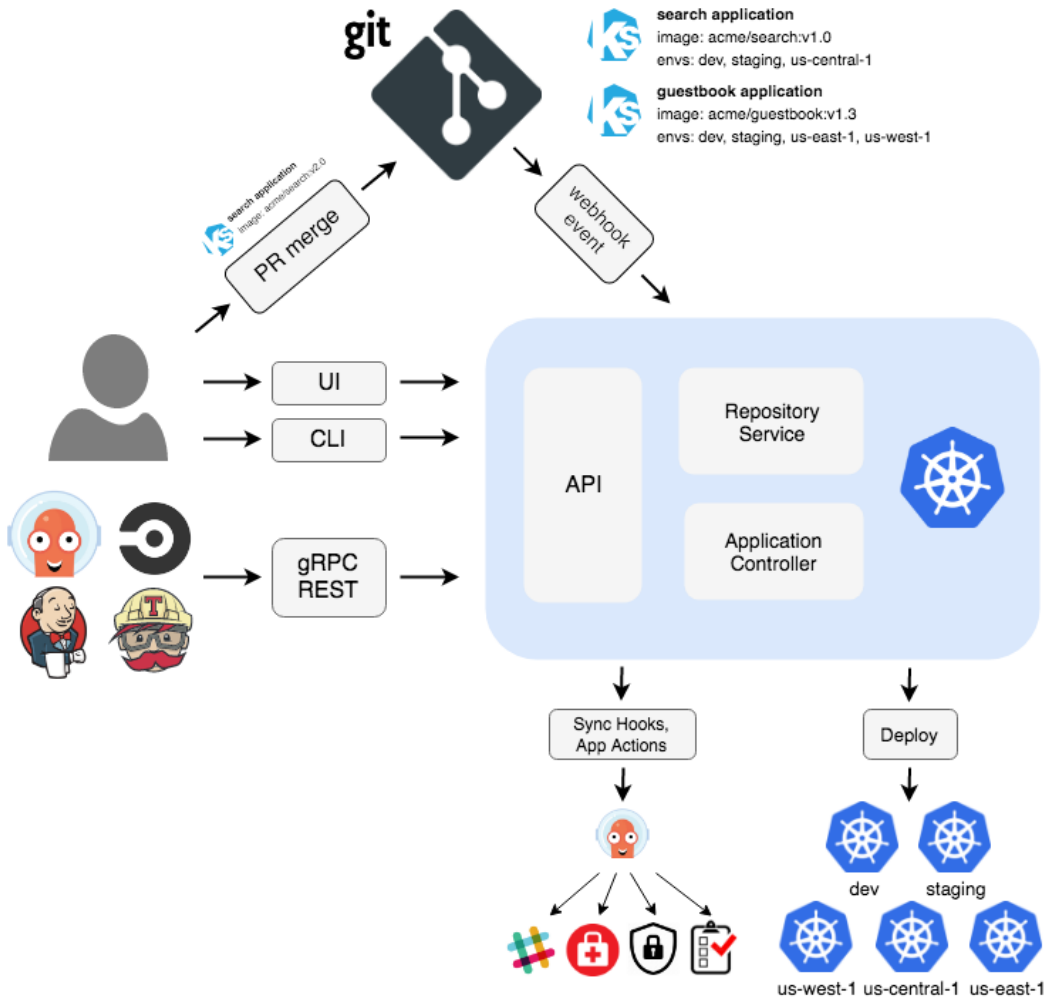 git
search application
image: acme/search:v1.0
envs: dev, staging, us-central-1
guestbook application
image: acme/guestbook:v1.3
envs: dev, staging, us-east-1, us-west-1
search application
image: acme/search:v2.0
PR merge
webhook
event
UI
CLI
gRPC
REST
API
Repository
Service
Application
Controller
Sync Hooks,
App Actions
Deploy
dev
staging
us-west-1
us-central-1
us-east-1
KS
KS
KS
T